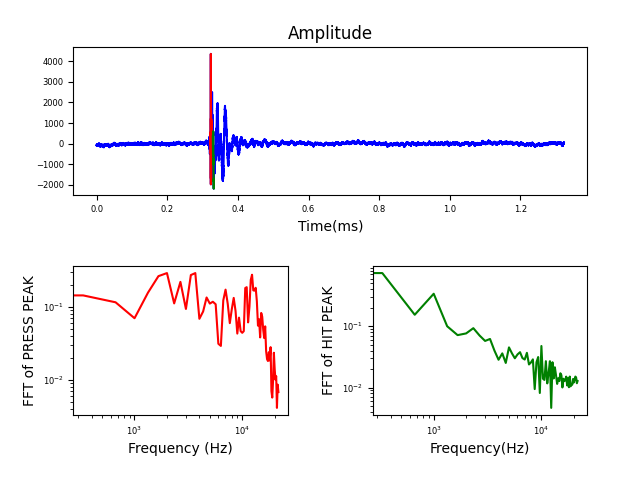 Amplitude
4000
3000
2000
1000
0
−1000
−2000
0.0 0.2 0.4 0.6 0.8 1.0 1.2
Time(ms)
FFT of PRESS PEAK
10⁻¹
10⁻²
10³ 10⁴
Frequency (Hz)
FFT of HIT PEAK
10⁻¹
10⁻²
10³ 10⁴
Frequency(Hz)